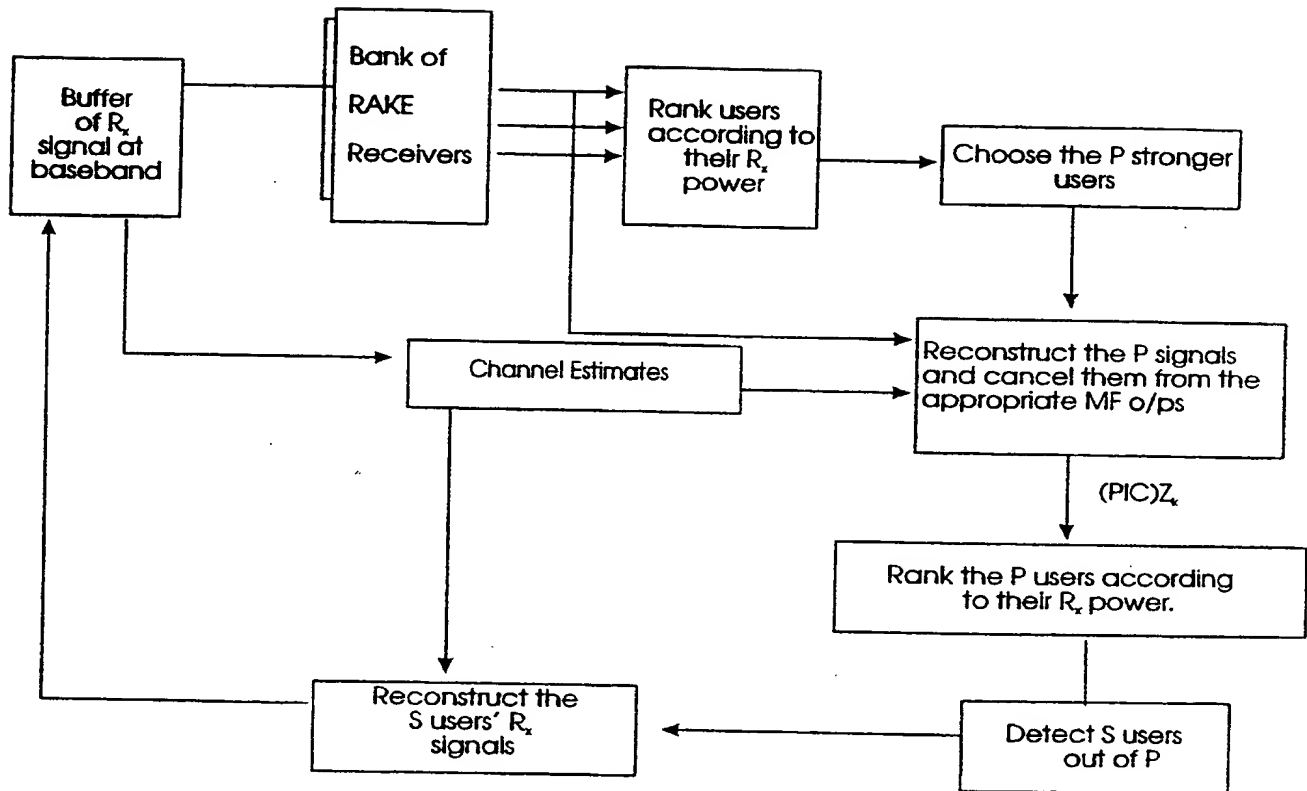 Buffer
of Rx
signal at
baseband
Bank of
RAKE
Receivers
Rank users
according to
their Rx
power
Choose the P stronger
users
Channel Estimates
Reconstruct the P signals
and cancel them from the
appropriate MF o/ps
(PIC)Zk
Rank the P users according
to their Rx power.
Reconstruct the
S users' Rx
signals
Detect S users
out of P